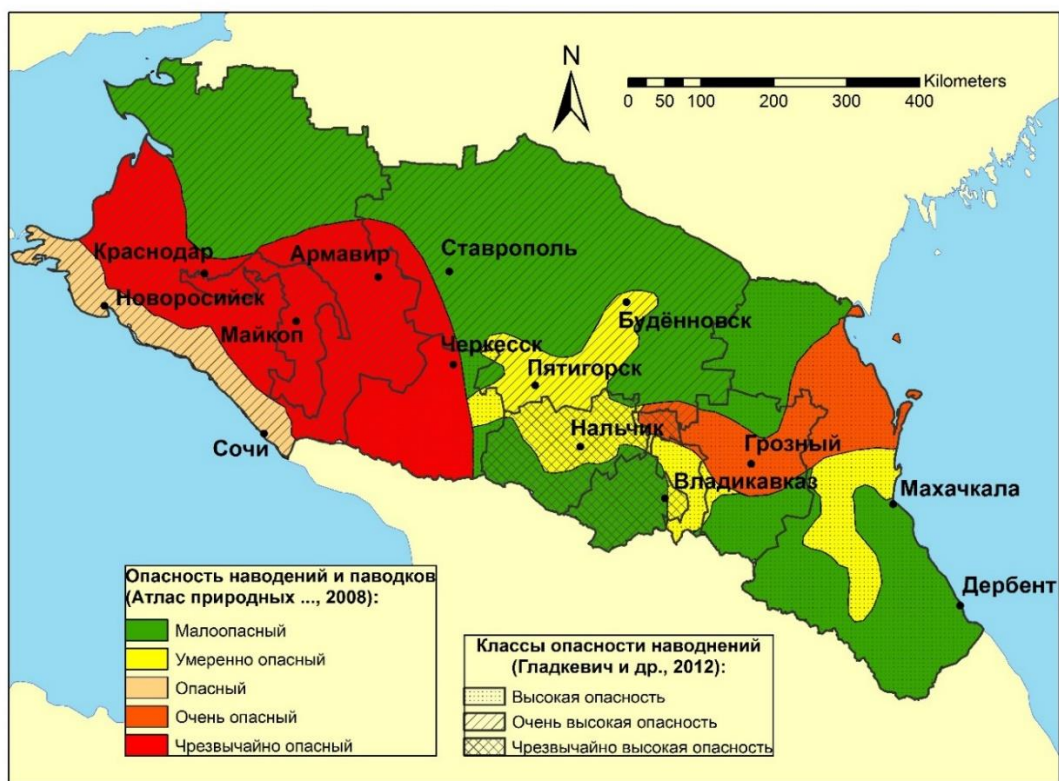 N
Kilometers
0 50 100 200 300 400
Краснодар
Армавир
Ставрополь
Новоросийск
Майкоп
Будённовск
Черкесск
Пятигорск
Нальчик
Грозный
Сочи
Владикавказ
Махачкала
Дербент
Опасность наводений и паводков
(Атлас природных ..., 2008):
Малоопасный
Умеренно опасный
Опасный
Очень опасный
Чрезвычайно опасный
Классы опасности наводнений
(Гладкевич и др., 2012):
Высокая опасность
Очень высокая опасность
Чрезвычайно высокая опасность